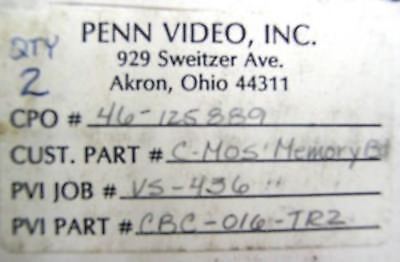 QTY
2
PENN VIDEO, INC.
929 Sweitzer Ave.
Akron, Ohio 44311
CPO # 46-125889
CUST. PART # C-MOS Memory Bd
PVI JOB # VS-436
PVI PART # CBC-016-TR2